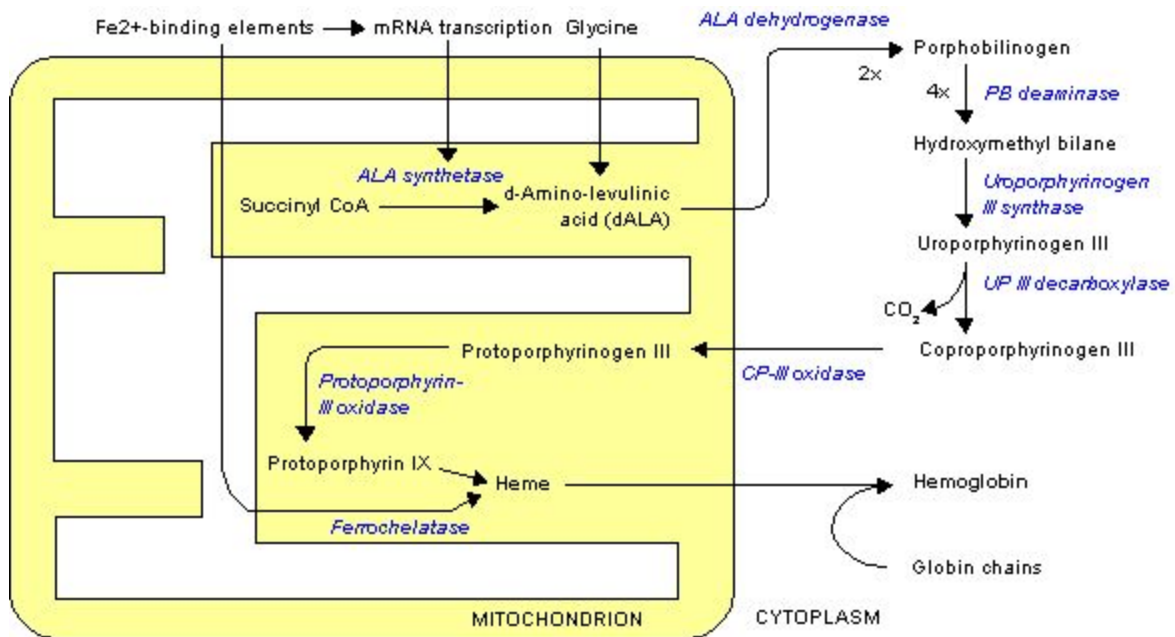 Fe2+-binding elements
mRNA transcription
Glycine
ALA dehydrogenase
2x
Porphobilinogen
4x
PB deaminase
Hydroxymethyl bilane
Uroporphyrinogen
III synthase
Uroporphyrinogen III
UP III decarboxylase
CO₂
Coproporphyrinogen III
CP-III oxidase
ALA synthetase
Succinyl CoA
d-Amino-levulinic
acid (dALA)
Protoporphyrinogen III
Protoporphyrin-
III oxidase
Protoporphyrin IX
Heme
Ferrochelatase
Hemoglobin
Globin chains
MITOCHONDRION
CYTOPLASM